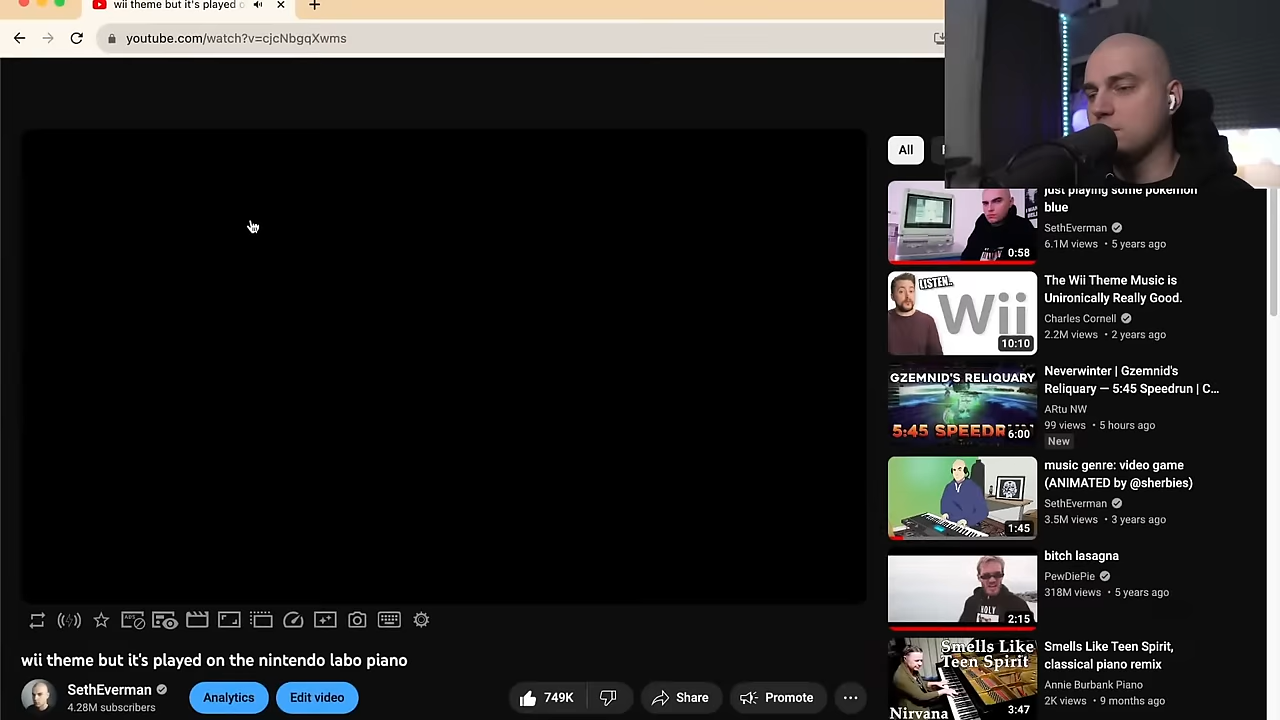 wii theme but it's played o
youtube.com/watch?v=cjcNbgqXwms
All
just playing some pokemon
blue
SethEverman
6.1M views • 5 years ago
0:58
LISTEN..
Wii
10:10
The Wii Theme Music is
Unironically Really Good.
Charles Cornell
2.2M views • 2 years ago
GZEMNID'S RELIQUARY
5:45 SPEEDR
6:00
Neverwinter | Gzemnid's
Reliquary — 5:45 Speedrun | C...
ARtu NW
99 views • 5 hours ago
New
1:45
music genre: video game
(ANIMATED by @sherbies)
SethEverman
3.5M views • 3 years ago
HOLY
2:15
bitch lasagna
PewDiePie
318M views • 5 years ago
Smells Like
Teen Spirit
Nirvana
3:47
Smells Like Teen Spirit,
classical piano remix
Annie Burbank Piano
2K views • 9 months ago
wii theme but it's played on the nintendo labo piano
SethEverman
4.28M subscribers
Analytics
Edit video
749K
Share
Promote